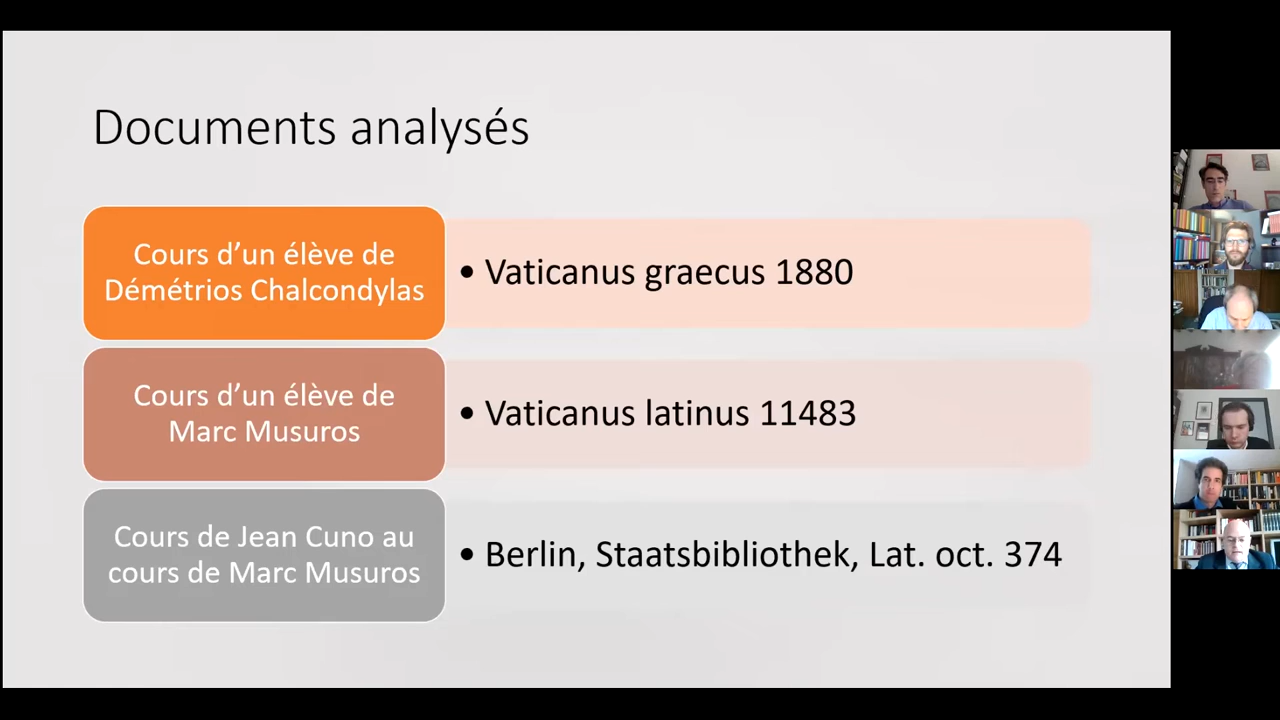 Documents analysés
Cours d’un élève de
Démétrios Chalcondylas
• Vaticanus graecus 1880
Cours d’un élève de
Marc Musuros
• Vaticanus latinus 11483
Cours de Jean Cuno au
cours de Marc Musuros
• Berlin, Staatsbibliothek, Lat. oct. 374